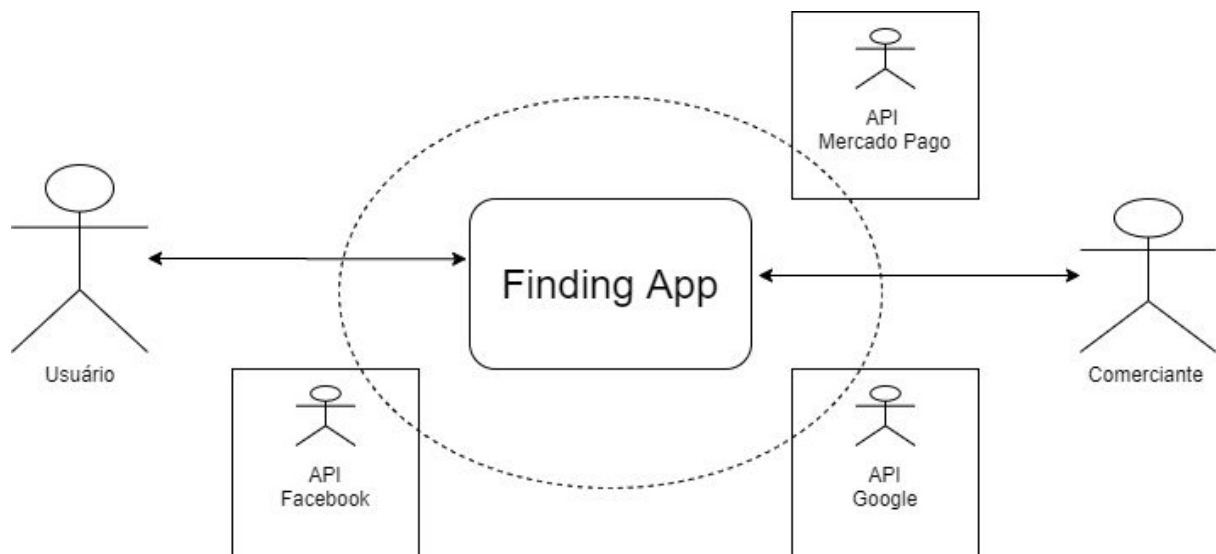 API
Mercado Pago
Finding App
Usuário
Comerciante
API
Facebook
API
Google